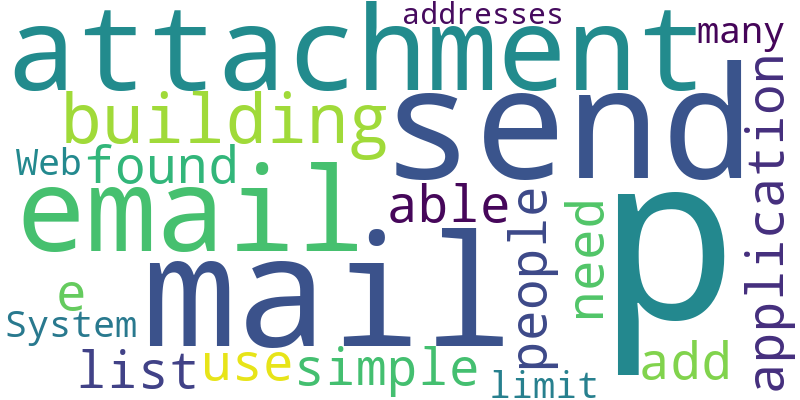 addresses
attachment
many
building
send
application
Web
found
email
able
people
need
p
mail
e
System
list
use
simple
limit
add